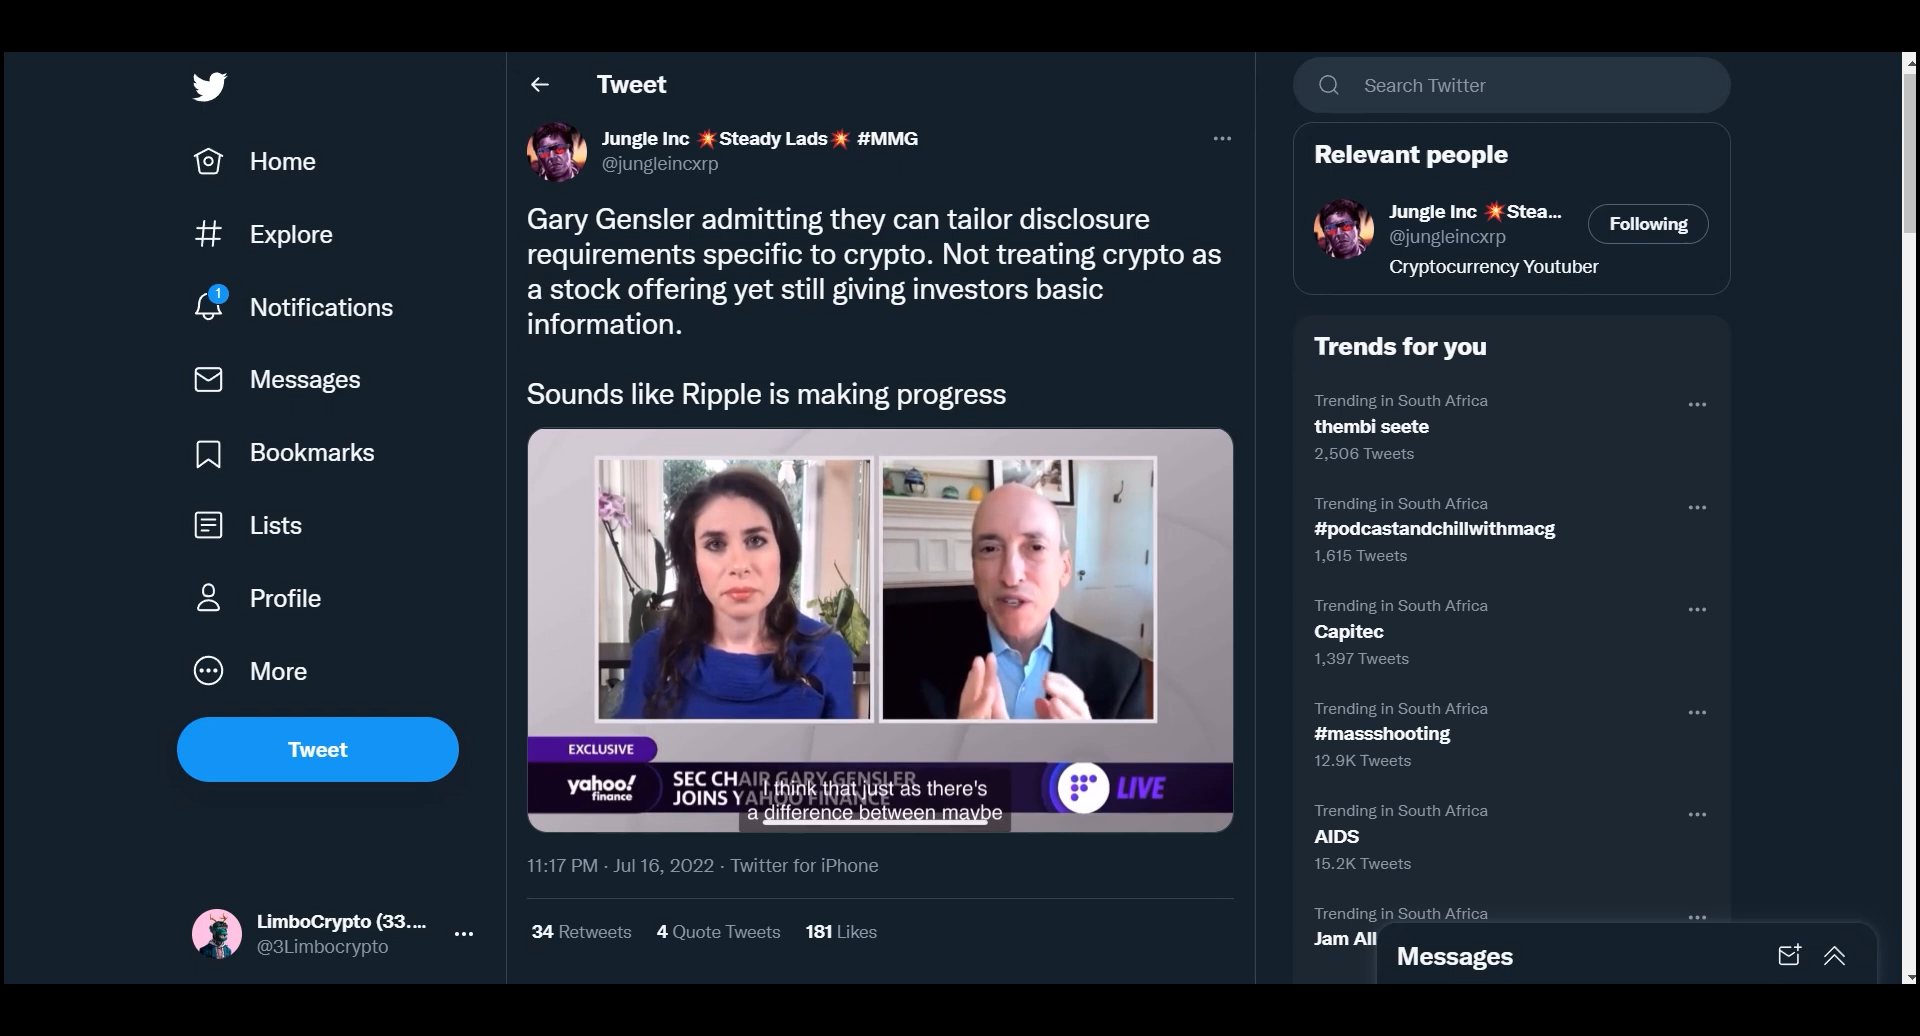 Tweet
Search Twitter
Home
Explore
1
Notifications
Messages
Bookmarks
Lists
Profile
More
Tweet
LimboCrypto (33....
@3Limbocrypto
Jungle Inc 💥Steady Lads💥 #MMG
@jungleincxrp
Gary Gensler admitting they can tailor disclosure
requirements specific to crypto. Not treating crypto as
a stock offering yet still giving investors basic
information.
Sounds like Ripple is making progress
EXCLUSIVE
yahoo!
finance
SEC CHAIR GARY GENSLER
JOINS YAHOO FINANCE
LIVE
I think that just as there's
a difference between maybe
11:17 PM · Jul 16, 2022 · Twitter for iPhone
34 Retweets 4 Quote Tweets 181 Likes
Relevant people
Jungle Inc 💥Stea...
@jungleincxrp
Following
Cryptocurrency Youtuber
Trends for you
Trending in South Africa
thembi seete
2,506 Tweets
Trending in South Africa
#podcastandchillwithmacg
1,615 Tweets
Trending in South Africa
Capitec
1,397 Tweets
Trending in South Africa
#massshooting
12.9K Tweets
Trending in South Africa
AIDS
15.2K Tweets
Trending in South Africa
Jam All
Messages